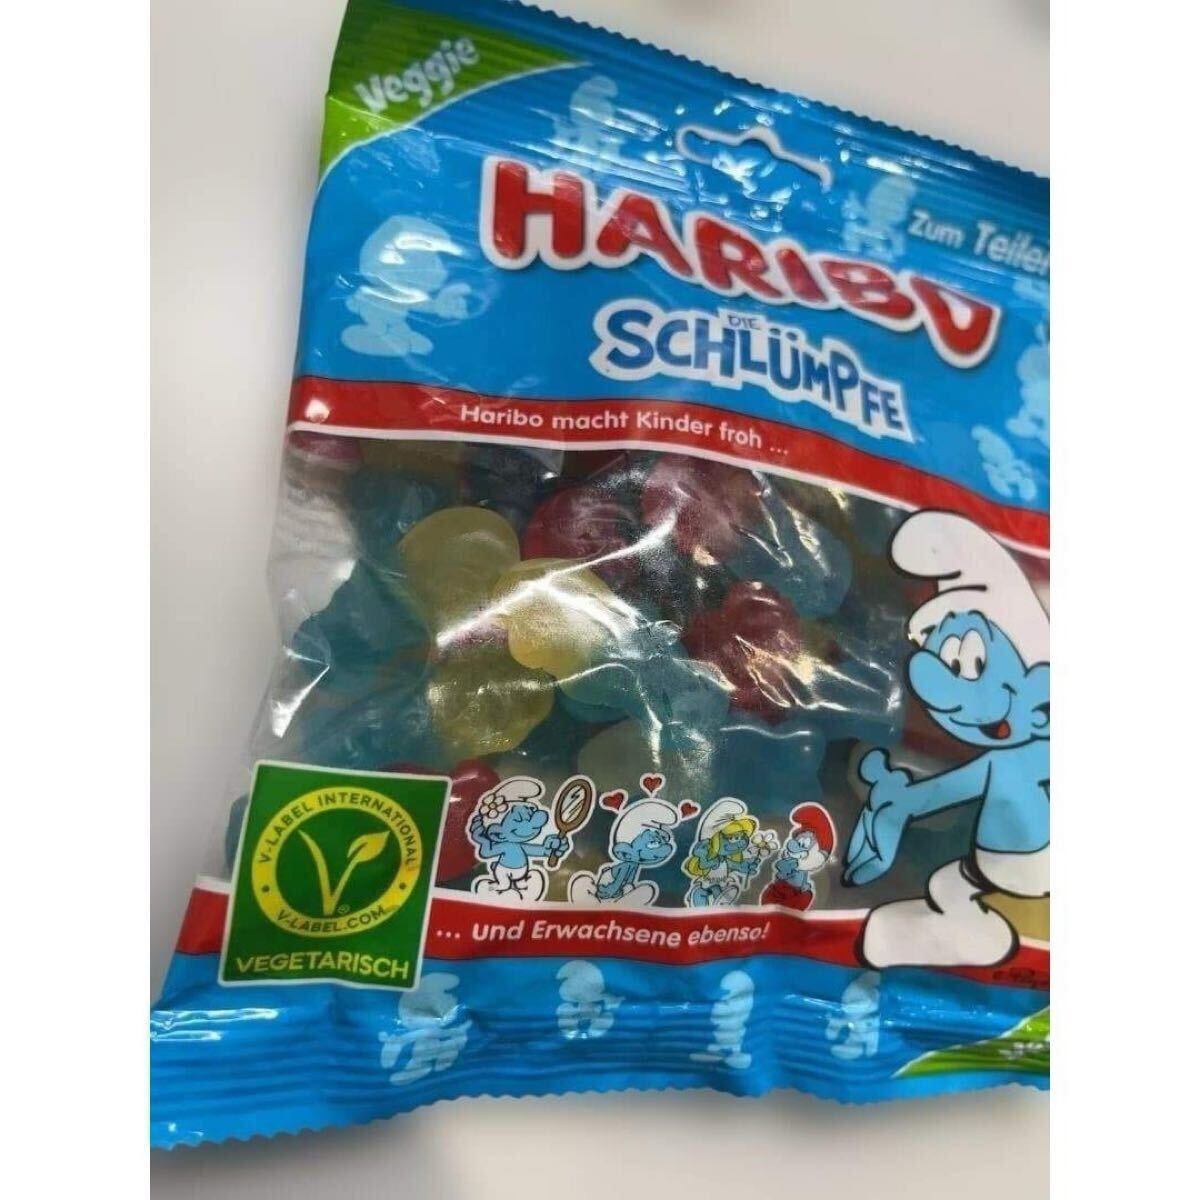 Veggie
HARIBO
Zum Teilen
DIE
SCHLÜMPFE
Haribo macht Kinder froh ...
V-LABEL INTERNATIONAL
V
V-LABEL.COM
VEGETARISCH
... und Erwachsene ebenso!